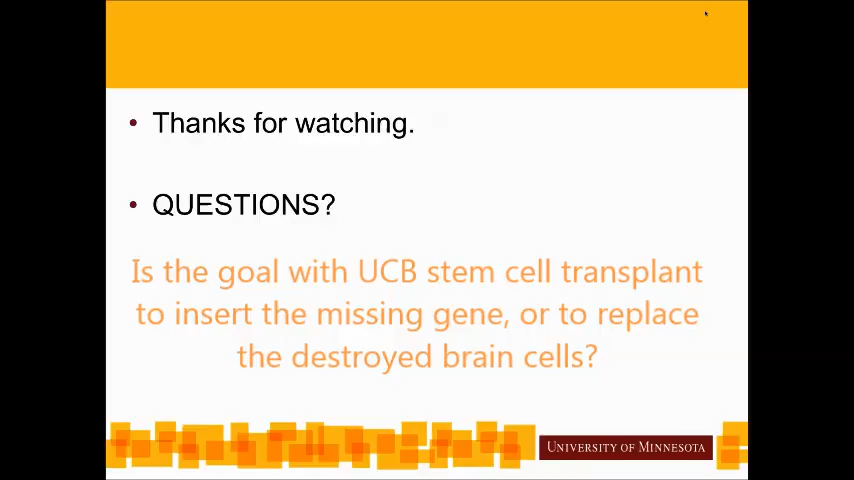 • Thanks for watching.
• QUESTIONS?
Is the goal with UCB stem cell transplant
to insert the missing gene, or to replace
the destroyed brain cells?
UNIVERSITY OF MINNESOTA